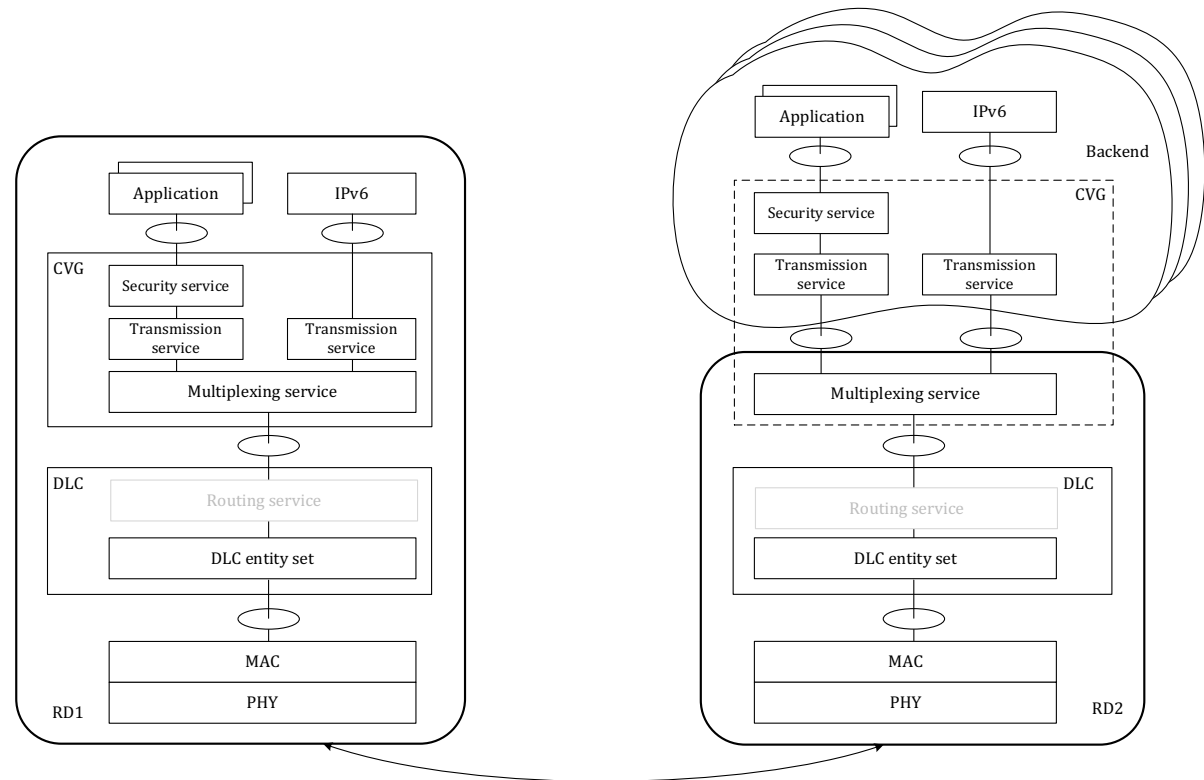 Application
IPv6
CVG
Security service
Transmission
service
Transmission
service
Multiplexing service
DLC
Routing service
DLC entity set
MAC
PHY
RD1
Application
IPv6
Backend
CVG
Security service
Transmission
service
Transmission
service
Multiplexing service
DLC
Routing service
DLC entity set
MAC
PHY
RD2